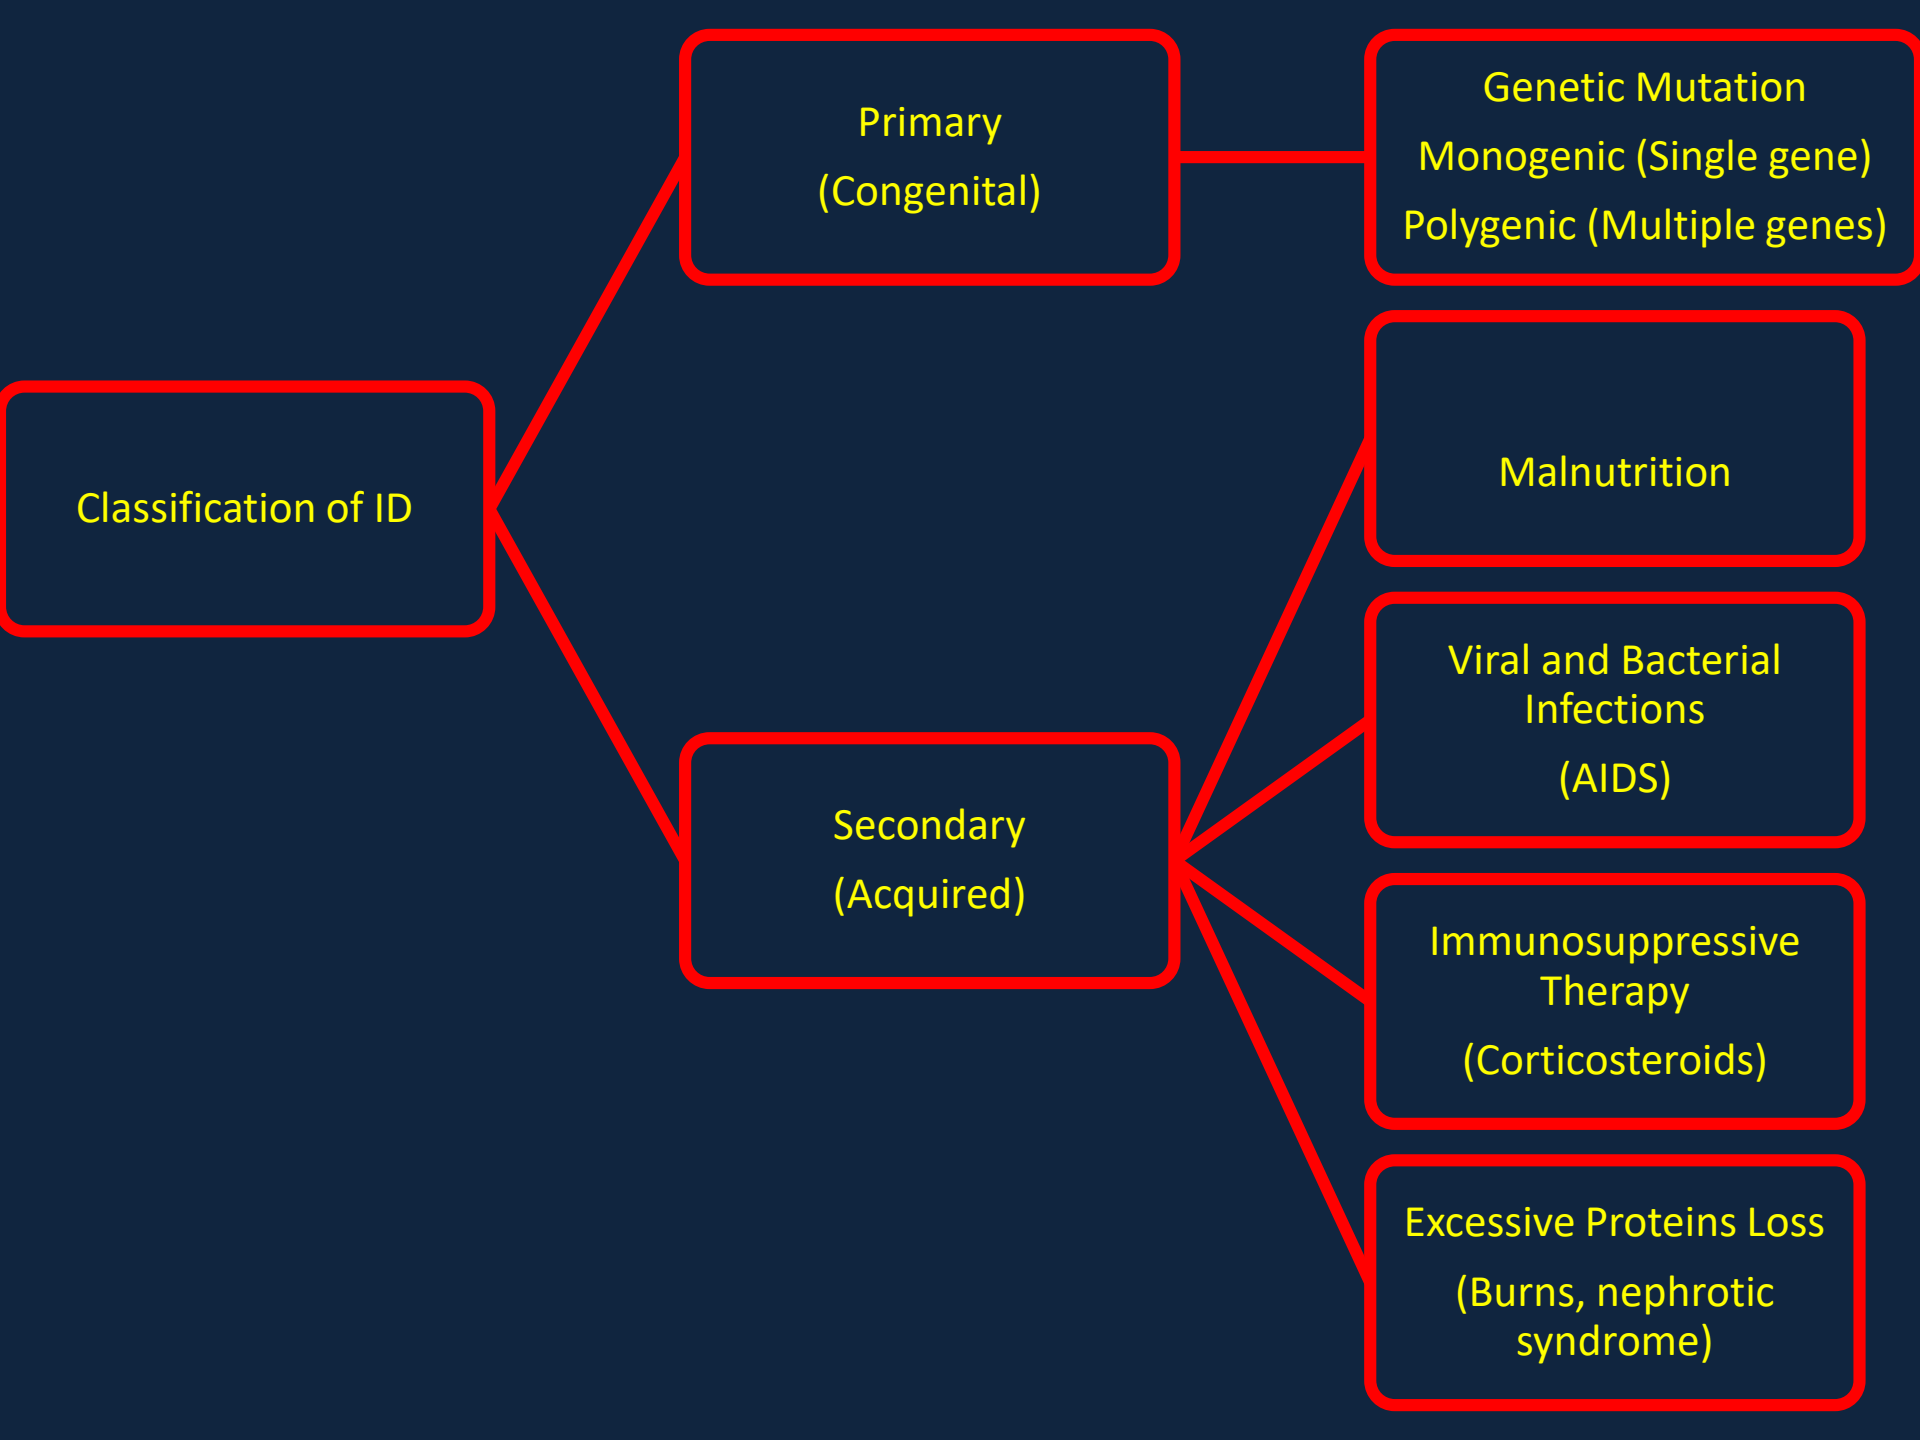 Classification of ID
Primary
(Congenital)
Genetic Mutation
Monogenic (Single gene)
Polygenic (Multiple genes)
Secondary
(Acquired)
Malnutrition
Viral and Bacterial
Infections
(AIDS)
Immunosuppressive
Therapy
(Corticosteroids)
Excessive Proteins Loss
(Burns, nephrotic
syndrome)